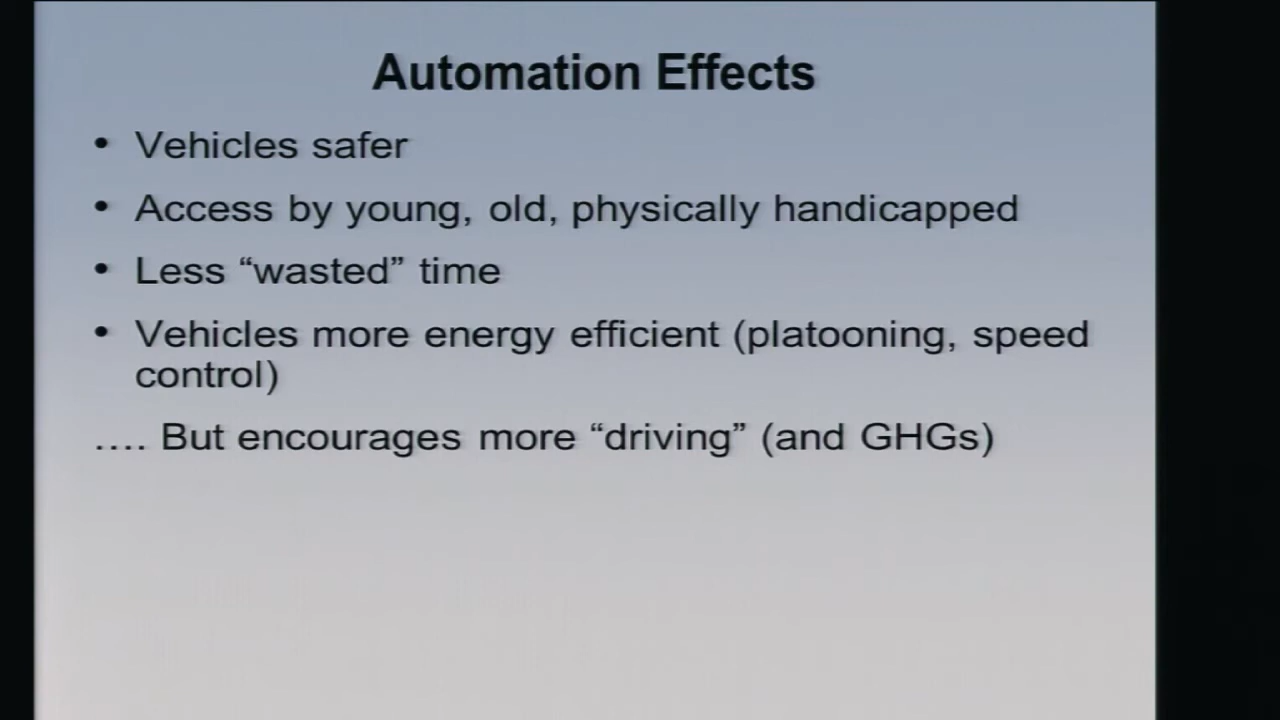 Automation Effects
• Vehicles safer
• Access by young, old, physically handicapped
• Less “wasted” time
• Vehicles more energy efficient (platooning, speed
control)
…. But encourages more “driving” (and GHGs)